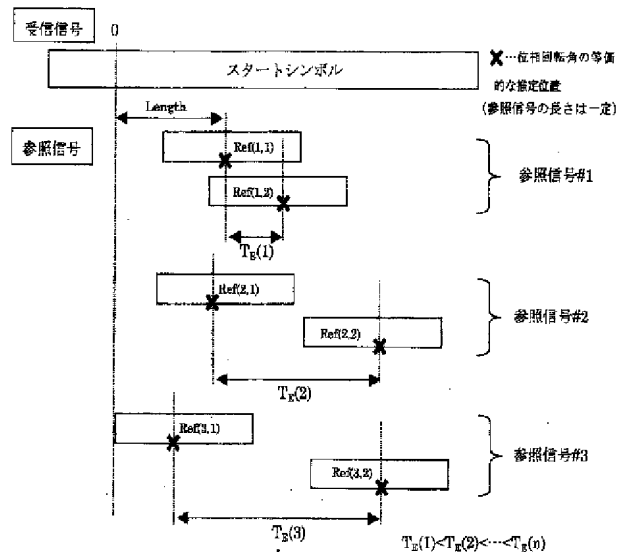 受信信号
0
スタートシンボル
×…位相回転角の等価
的な推定位置
(参照信号の長さは一定)
Length
参照信号
Ref(1,1)
Ref(1,2)
参照信号#1
T_E(1)
Ref(2,1)
Ref(2,2)
参照信号#2
T_E(2)
Ref(3,1)
Ref(3,2)
参照信号#3
T_E(3)
T_E(1)<T_E(2)<…<T_E(n)